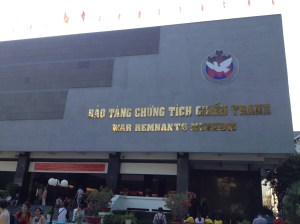 BẢO TÀNG CHỨNG TÍCH CHIẾN TRANH
WAR REMNANTS MUSEUM